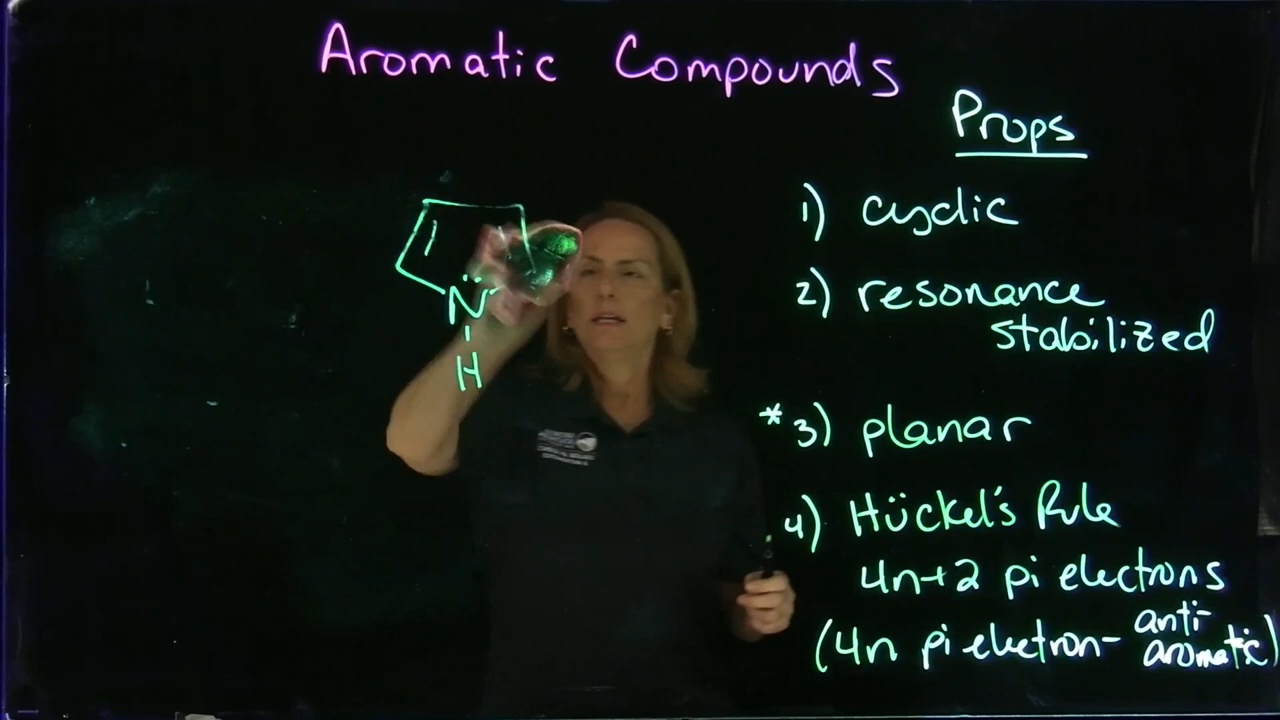 Aromatic Compounds
Props
1) cyclic
2) resonance
stabilized
* 3) planar
4) Hückel's Rule
4n+2 pi electrons
(4n pi eletron- anti-
aromatic)
N
H